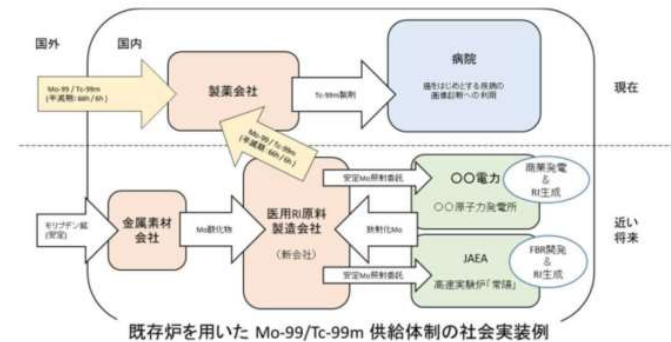 国外
国内
Mo-99 / Tc-99m
(半減期: 66h / 6h)
製薬会社
Tc-99m製剤
病院
癌をはじめとする疾病の
画像診断への利用
現在
Mo-99 / Tc-99m
(半減期: 66h / 6h)
モリブデン鉱
(安定)
金属素材
会社
Mo酸化物
医用RI原料
製造会社
(新会社)
安定Mo照射委託
放射化Mo
安定Mo照射委託
〇〇電力
〇〇原子力発電所
商業発電
&
RI生成
JAEA
高速実験炉「常陽」
FBR開発
&
RI生成
近い
将来
既存炉を用いた Mo-99/Tc-99m 供給体制の社会実装例